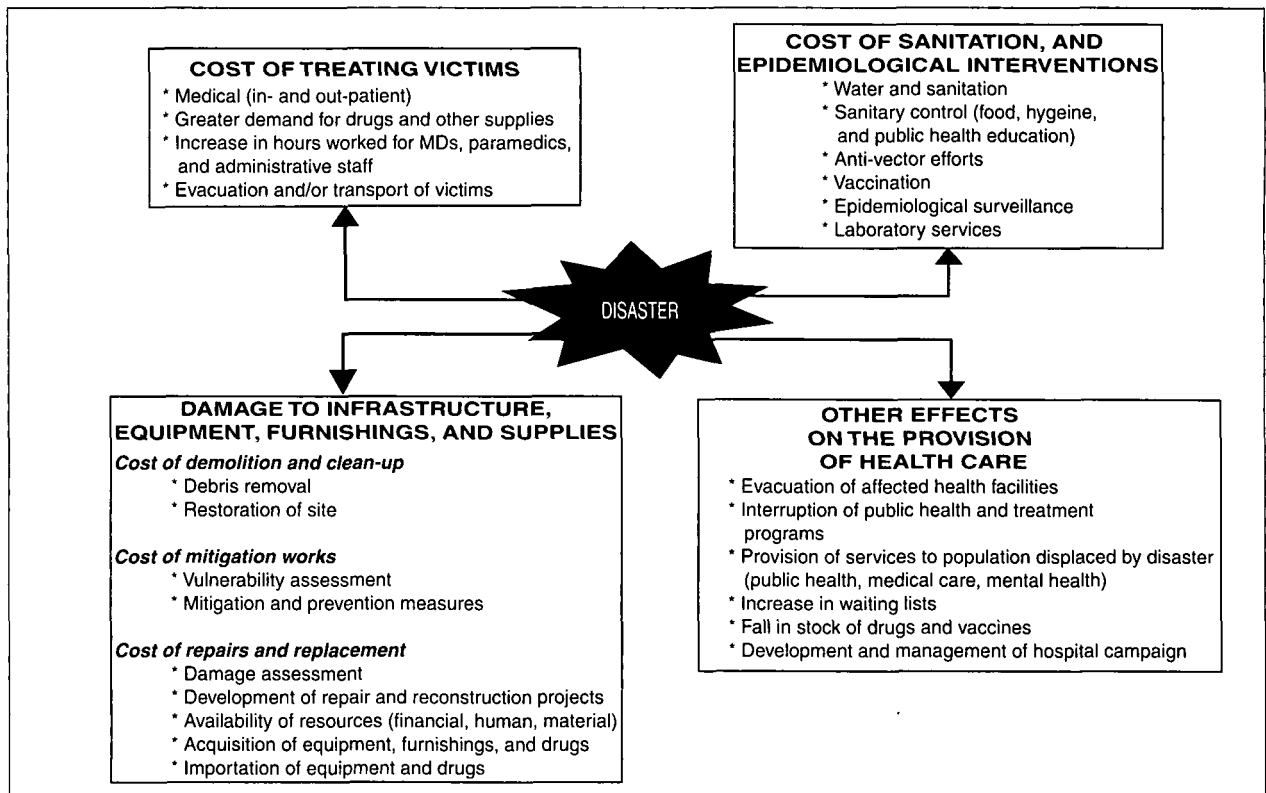 COST OF TREATING VICTIMS
* Medical (in- and out-patient)
* Greater demand for drugs and other supplies
* Increase in hours worked for MDs, paramedics,
and administrative staff
* Evacuation and/or transport of victims
COST OF SANITATION, AND
EPIDEMIOLOGICAL INTERVENTIONS
* Water and sanitation
* Sanitary control (food, hygeine,
and public health education)
* Anti-vector efforts
* Vaccination
* Epidemiological surveillance
* Laboratory services
DISASTER
DAMAGE TO INFRASTRUCTURE,
EQUIPMENT, FURNISHINGS, AND SUPPLIES
Cost of demolition and clean-up
* Debris removal
* Restoration of site
Cost of mitigation works
* Vulnerability assessment
* Mitigation and prevention measures
Cost of repairs and replacement
* Damage assessment
* Development of repair and reconstruction projects
* Availability of resources (financial, human, material)
* Acquisition of equipment, furnishings, and drugs
* Importation of equipment and drugs
OTHER EFFECTS
ON THE PROVISION
OF HEALTH CARE
* Evacuation of affected health facilities
* Interruption of public health and treatment
programs
* Provision of services to population displaced by disaster
(public health, medical care, mental health)
* Increase in waiting lists
* Fall in stock of drugs and vaccines
* Development and management of hospital campaign